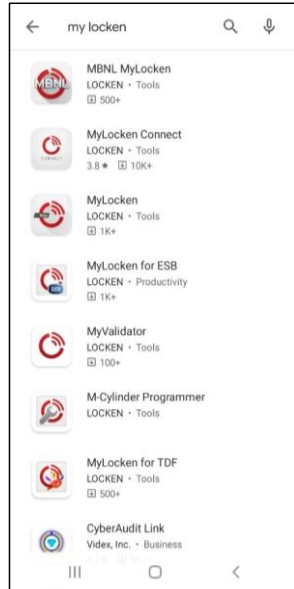 my locken
MBNL
MBNL MyLocken
LOCKEN • Tools
500+
CONNECT
MyLocken Connect
LOCKEN • Tools
3.8 ★ 10K+
MyLocken
LOCKEN • Tools
1K+
MyLocken for ESB
LOCKEN • Productivity
1K+
MyValidator
LOCKEN • Tools
100+
M-Cylinder Programmer
LOCKEN • Tools
MyLocken for TDF
LOCKEN • Tools
500+
CyberAudit Link
Videx, Inc. • Business